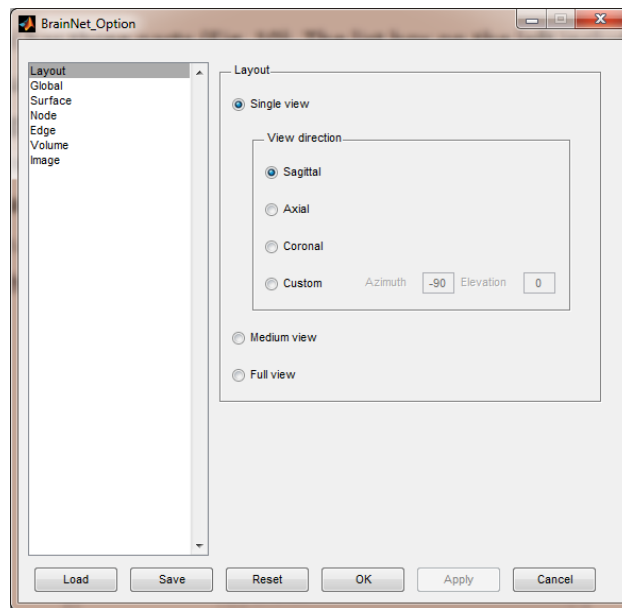 BrainNet_Option
Layout
Global
Surface
Node
Edge
Volume
Image
Layout
Single view
View direction
Sagittal
Axial
Coronal
Custom Azimuth -90 Elevation 0
Medium view
Full view
Load Save Reset OK Apply Cancel